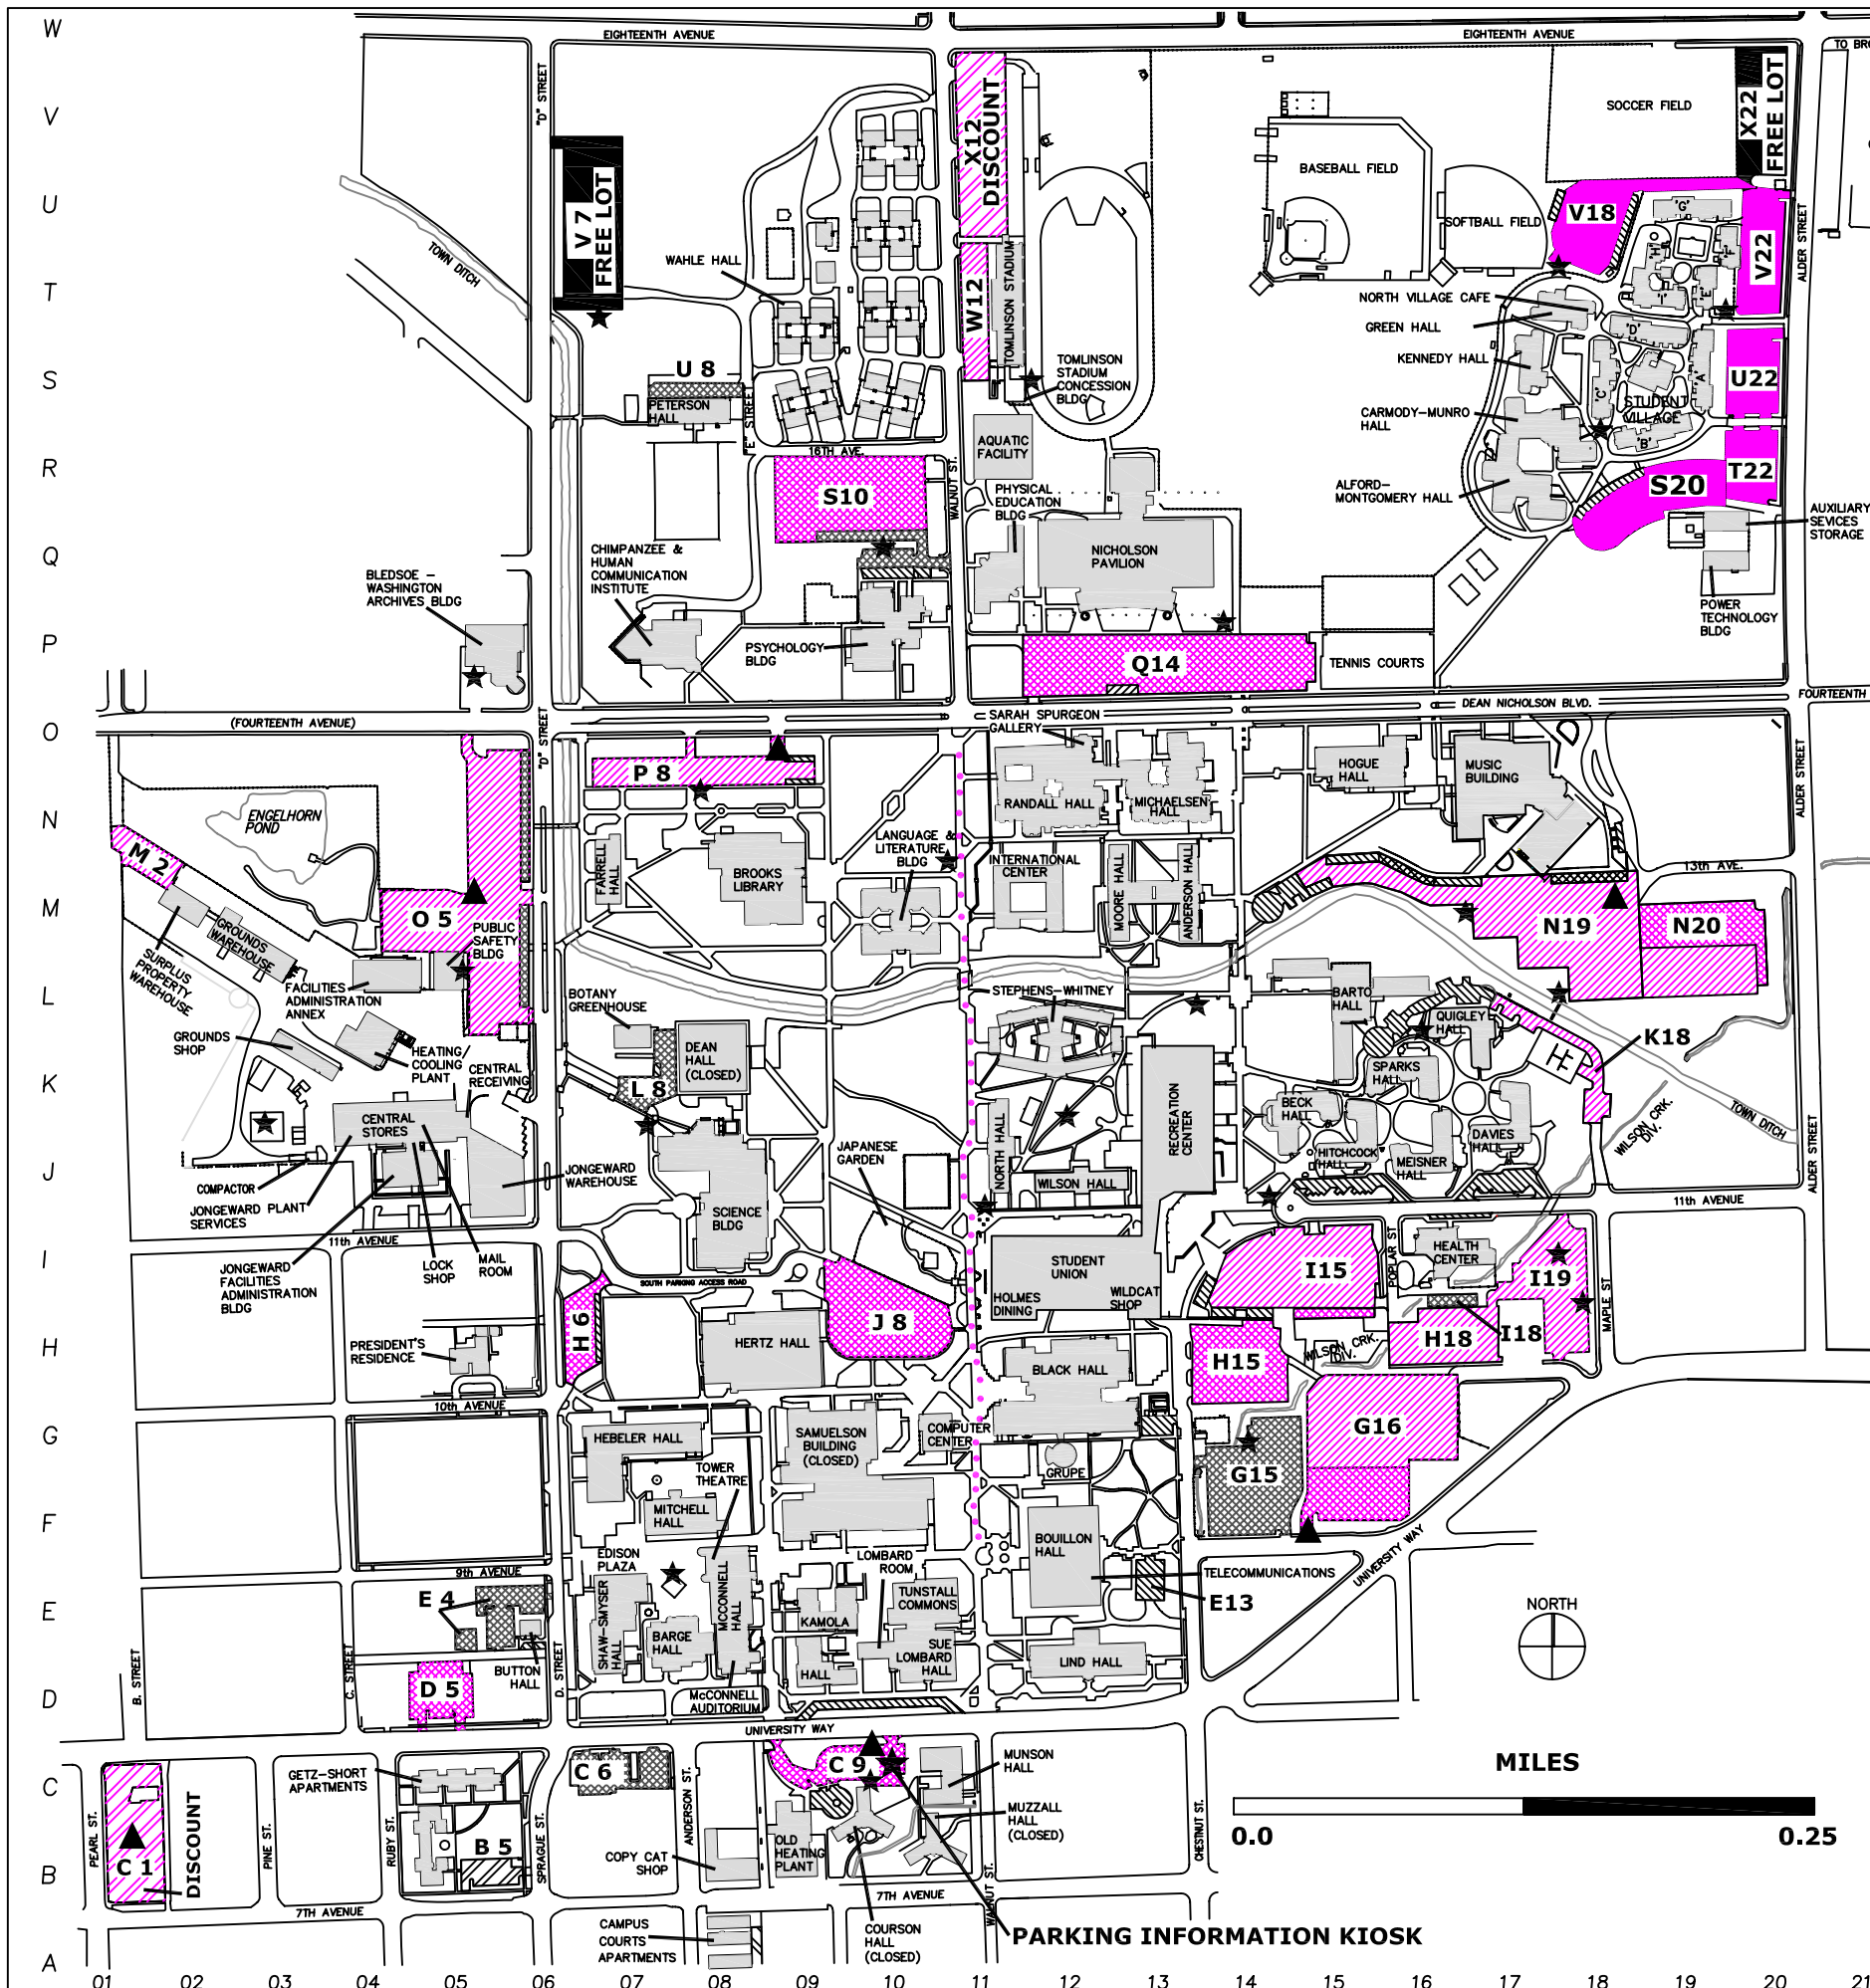 W
V
U
T
S
R
Q
P
O
N
M
L
K
J
I
H
G
F
E
D
C
B
A
01
02
03
04
05
06
07
08
09
10
11
12
13
14
15
16
17
18
19
20
21
EIGHTEENTH AVENUE
EIGHTEENTH AVENUE
"D" STREET
X12
DISCOUNT
SOCCER FIELD
X22
FREE LOT
BASEBALL FIELD
SOFTBALL FIELD
V 7
FREE LOT
V18
V22
'G'
'H'
'F'
'I'
'E'
'D'
'C'
'A'
'B'
ALDER STREET
TOWN DITCH
WAHLE HALL
W12
TOMLINSON STADIUM
NORTH VILLAGE CAFE
GREEN HALL
KENNEDY HALL
TOMLINSON
STADIUM
CONCESSION
BLDG
U 8
PETERSON
HALL
"E" STREET
U22
STUDENT
VILLAGE
CARMODY-MUNRO
HALL
AQUATIC
FACILITY
16TH AVE.
WALNUT ST.
S10
T22
S20
PHYSICAL
EDUCATION
BLDG
ALFORD-
MONTGOMERY HALL
AUXILIARY
SEVICES
STORAGE
NICHOLSON
PAVILION
CHIMPANZEE &
HUMAN
COMMUNICATION
INSTITUTE
BLEDSOE -
WASHINGTON
ARCHIVES BLDG
POWER
TECHNOLOGY
BLDG
PSYCHOLOGY
BLDG
Q14
TENNIS COURTS
(FOURTEENTH AVENUE)
DEAN NICHOLSON BLVD.
FOURTEENTH
SARAH SPURGEON
GALLERY
"D" STREET
ALDER STREET
P 8
HOGUE
HALL
MUSIC
BUILDING
RANDALL HALL
MICHAELSEN
HALL
ENGELHORN
POND
M 2
LANGUAGE &
LITERATURE
BLDG
FARRELL
HALL
BROOKS
LIBRARY
INTERNATIONAL
CENTER
MOORE HALL
ANDERSON HALL
13th AVE.
O 5
PUBLIC
SAFETY
BLDG
N19
N20
GROUNDS
WAREHOUSE
SURPLUS
PROPERTY
WAREHOUSE
FACILITIES
ADMINISTRATION
ANNEX
BOTANY
GREENHOUSE
STEPHENS-WHITNEY
BARTO
HALL
QUIGLEY
HALL
K18
GROUNDS
SHOP
HEATING/
COOLING
PLANT
CENTRAL
RECEIVING
DEAN
HALL
(CLOSED)
L 8
SPARKS
HALL
BECK
HALL
CENTRAL
STORES
RECREATION
CENTER
NORTH HALL
WILSON CRK.
DIV.
TOWN DITCH
DAVIES
HALL
HITCHCOCK
HALL
MEISNER
HALL
JAPANESE
GARDEN
WILSON HALL
JONGEWARD
WAREHOUSE
COMPACTOR
JONGEWARD PLANT
SERVICES
SCIENCE
BLDG
ALDER STREET
11th AVENUE
11th AVENUE
LOCK
SHOP
MAIL
ROOM
JONGEWARD
FACILITIES
ADMINISTRATION
BLDG
SOUTH PARKING ACCESS ROAD
STUDENT
UNION
HOLMES
DINING
WILDCAT
SHOP
I15
POPLAR ST
HEALTH
CENTER
I19
MAPLE ST
H 6
HERTZ HALL
J 8
PRESIDENT'S
RESIDENCE
H15
WILSON CRK.
DIV.
H18
I18
BLACK HALL
10th AVENUE
HEBELER HALL
SAMUELSON
BUILDING
(CLOSED)
COMPUTER
CENTER
GRUPE
G16
G15
TOWER
THEATRE
MITCHELL
HALL
BOUILLON
HALL
UNIVERSITY WAY
9th AVENUE
EDISON
PLAZA
LOMBARD
ROOM
TELECOMMUNICATIONS
E13
E 4
SHAW-SMYSER
HALL
MCCONNELL
HALL
KAMOLA
HALL
TUNSTALL
COMMONS
BARGE
HALL
SUE
LOMBARD
HALL
LIND HALL
NORTH
BUTTON
HALL
D 5
McCONNELL
AUDITORIUM
B. STREET
C. STREET
D. STREET
UNIVERSITY WAY
GETZ-SHORT
APARTMENTS
C 6
C 9
MUNSON
HALL
MILES
0.0
0.25
MUZZALL
HALL
(CLOSED)
PEARL ST.
C 1
DISCOUNT
PINE ST.
RUBY ST.
B 5
SPRAGUE ST.
ANDERSON ST.
COPY CAT
SHOP
OLD
HEATING
PLANT
WALNUT ST.
CHESTNUT ST.
7TH AVENUE
7TH AVENUE
CAMPUS
COURTS
APARTMENTS
COURSON
HALL
(CLOSED)
PARKING INFORMATION KIOSK